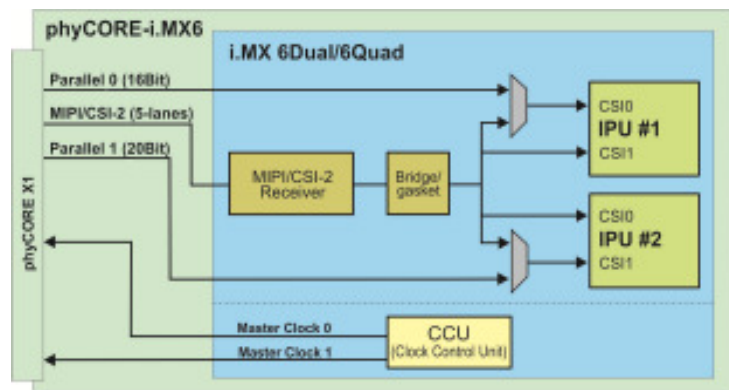 phyCORE-i.MX6
i.MX 6Dual/6Quad
Parallel 0 (16Bit)
MIPI/CSI-2 (5-lanes)
Parallel 1 (20Bit)
phyCORE X1
MIPI/CSI-2
Receiver
Bridge/
gasket
CSI0
IPU #1
CSI1
CSI0
IPU #2
CSI1
Master Clock 0
Master Clock 1
CCU
(Clock Control Unit)